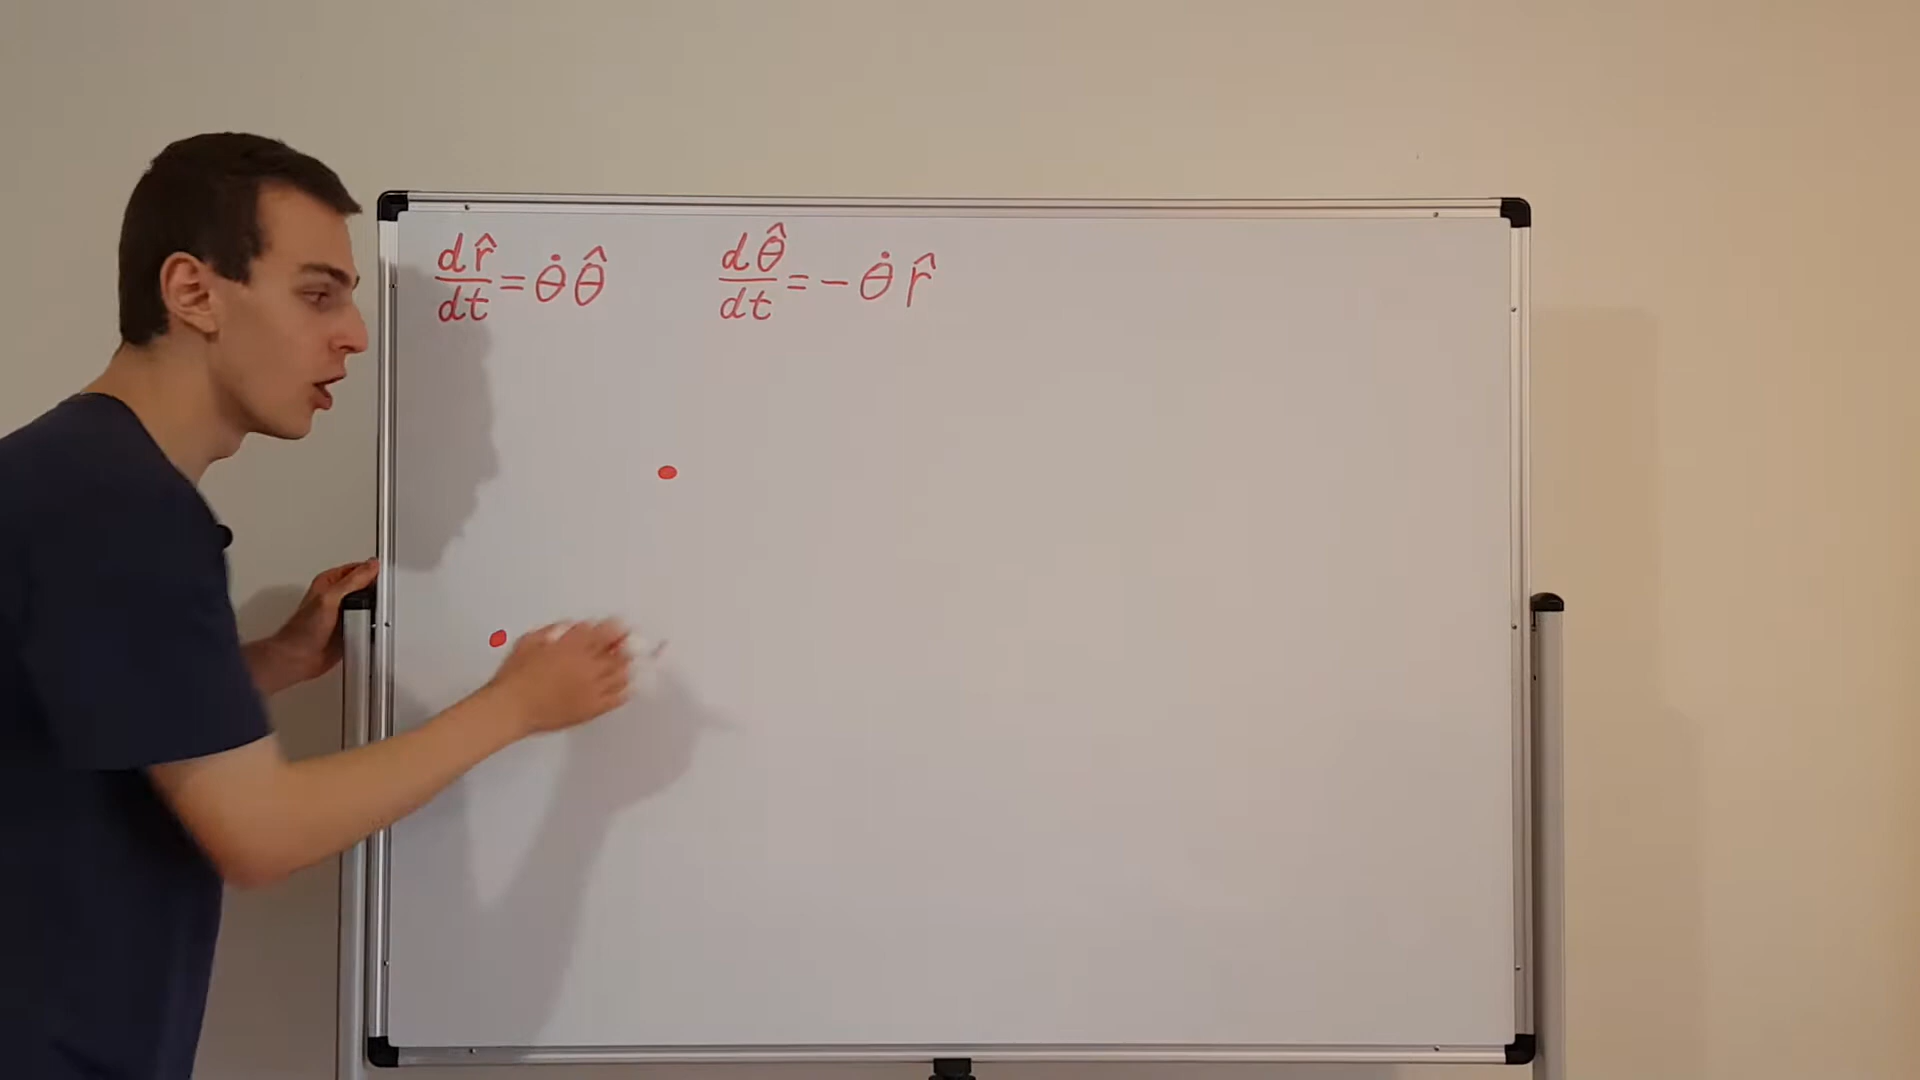 dr̂/dt = θ̇ θ̂
dθ̂/dt = − θ̇ r̂